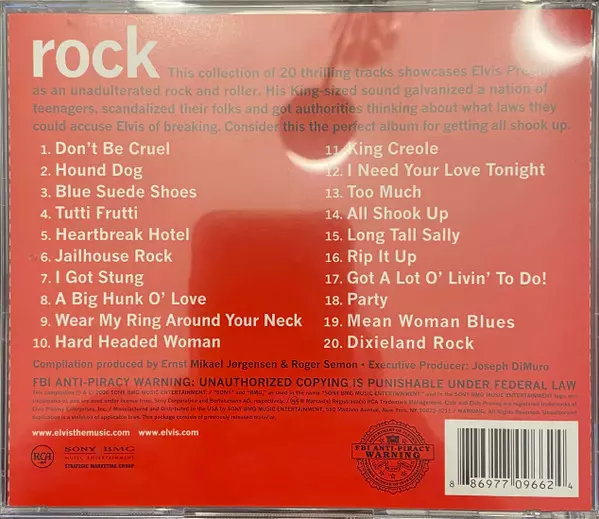 rock
This collection of 20 thrilling tracks showcases Elvis Presley
as an unadulterated rock and roller. His King-sized sound galvanized a nation of
teenagers, scandalized their folks and got authorities thinking about what laws they
could accuse Elvis of breaking. Consider this the perfect album for getting all shook up.
1. Don't Be Cruel
2. Hound Dog
3. Blue Suede Shoes
4. Tutti Frutti
5. Heartbreak Hotel
6. Jailhouse Rock
7. I Got Stung
8. A Big Hunk O' Love
9. Wear My Ring Around Your Neck
10. Hard Headed Woman
11. King Creole
12. I Need Your Love Tonight
13. Too Much
14. All Shook Up
15. Long Tall Sally
16. Rip It Up
17. Got A Lot O' Livin' To Do!
18. Party
19. Mean Woman Blues
20. Dixieland Rock
Compilation produced by Ernst Mikael Jørgensen & Roger Semon • Executive Producer: Joseph DiMuro
FBI ANTI-PIRACY WARNING: UNAUTHORIZED COPYING IS PUNISHABLE UNDER FEDERAL LAW
www.elvisthemusic.com www.elvis.com
RCA
SONY BMG
MUSIC ENTERTAINMENT
STRATEGIC MARKETING GROUP
FBI ANTI-PIRACY
WARNING
8 86977 09662 4